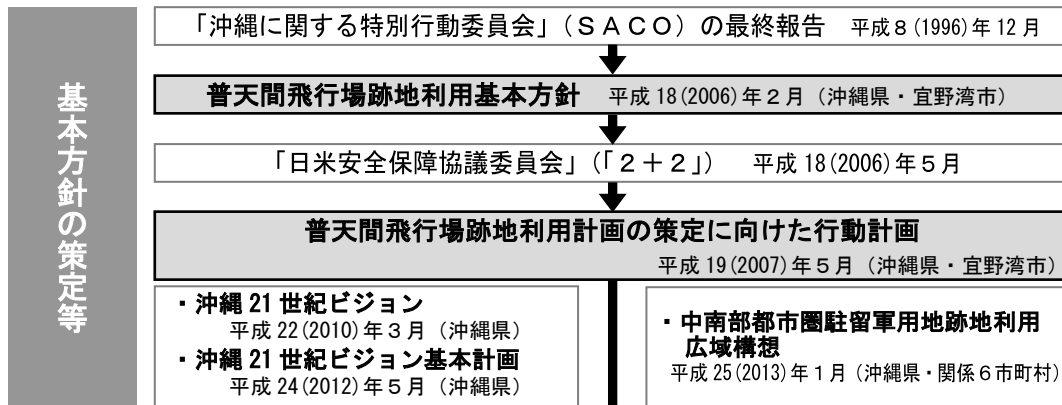 基本方針の策定等
「沖縄に関する特別行動委員会」（ＳＡＣＯ）の最終報告　平成８(1996)年12月
普天間飛行場跡地利用基本方針　平成18(2006)年２月（沖縄県・宜野湾市）
「日米安全保障協議委員会」（「２＋２」）　平成18(2006)年５月
普天間飛行場跡地利用計画の策定に向けた行動計画
平成19(2007)年５月（沖縄県・宜野湾市）
・沖縄21世紀ビジョン
平成22(2010)年３月（沖縄県）
・沖縄21世紀ビジョン基本計画
平成24(2012)年５月（沖縄県）
・中南部都市圏駐留軍用地跡地利用
広域構想
平成25(2013)年１月（沖縄県・関係６市町村）